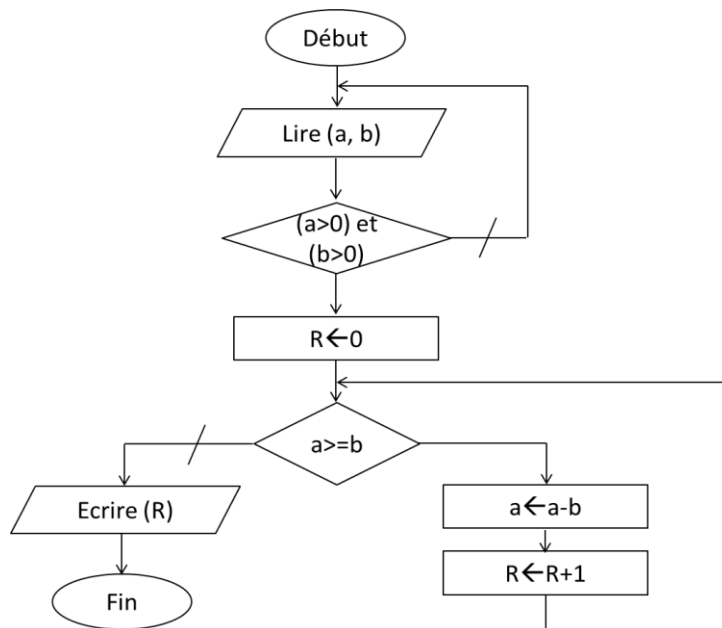 Début
Lire (a, b)
(a>0) et
(b>0)
R←0
a>=b
Ecrire (R)
a←a-b
R←R+1
Fin